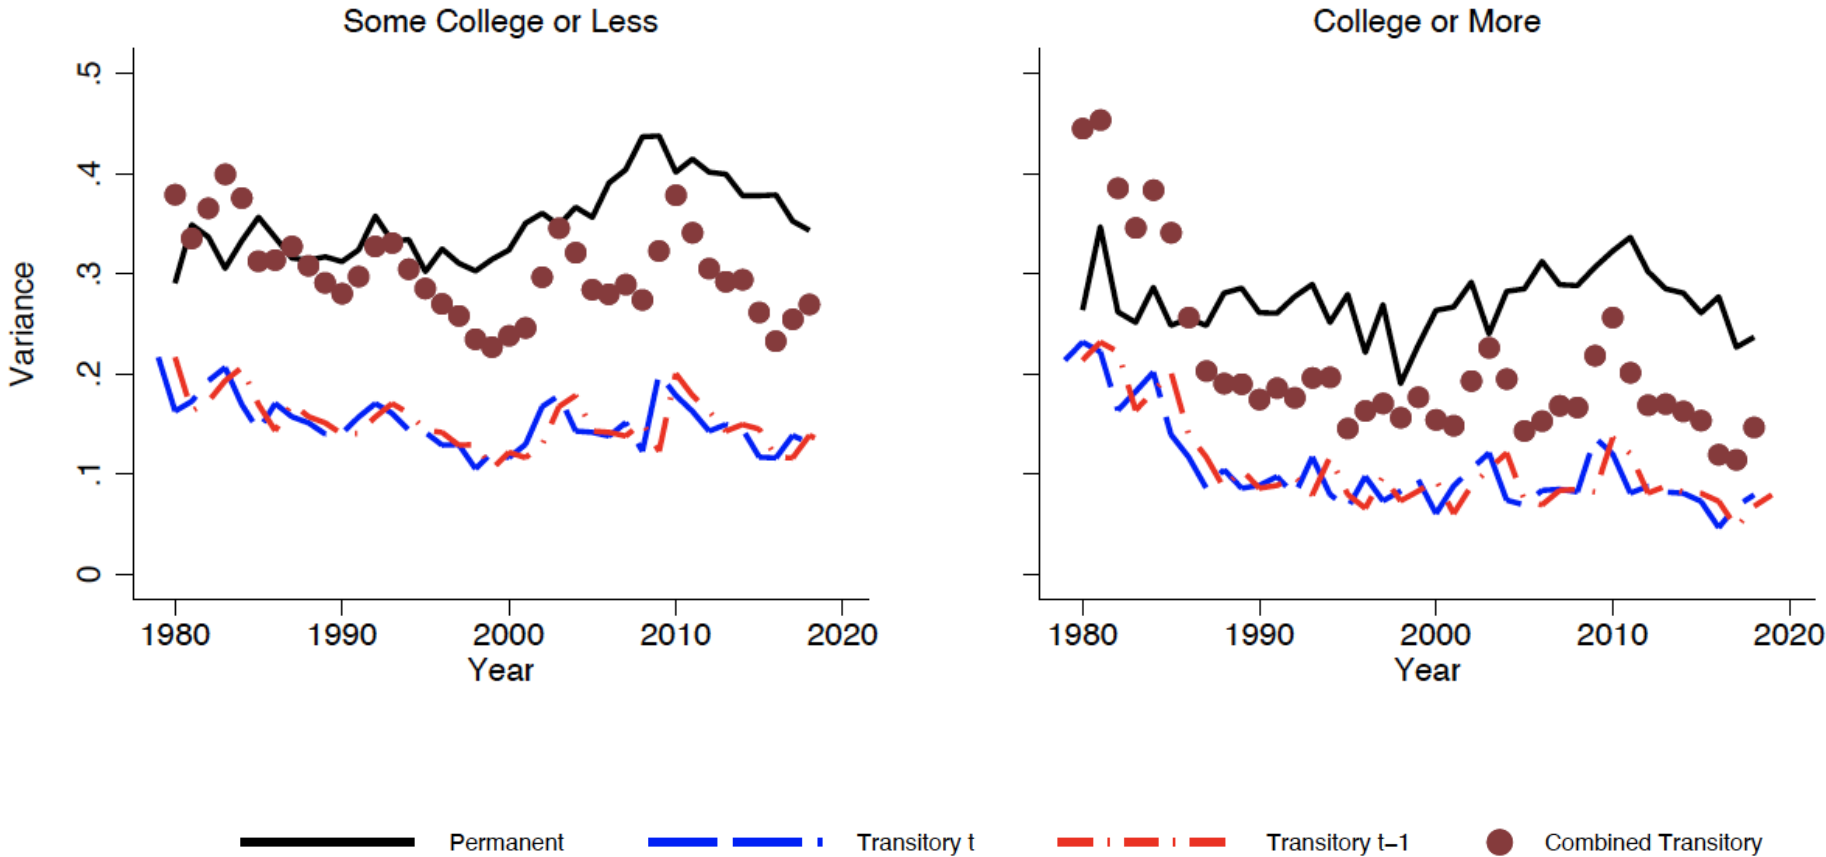 Some College or Less
College or More
Variance
.5
.4
.3
.2
.1
0
1980 1990 2000 2010 2020
Year
1980 1990 2000 2010 2020
Year
Permanent Transitory t Transitory t−1 Combined Transitory